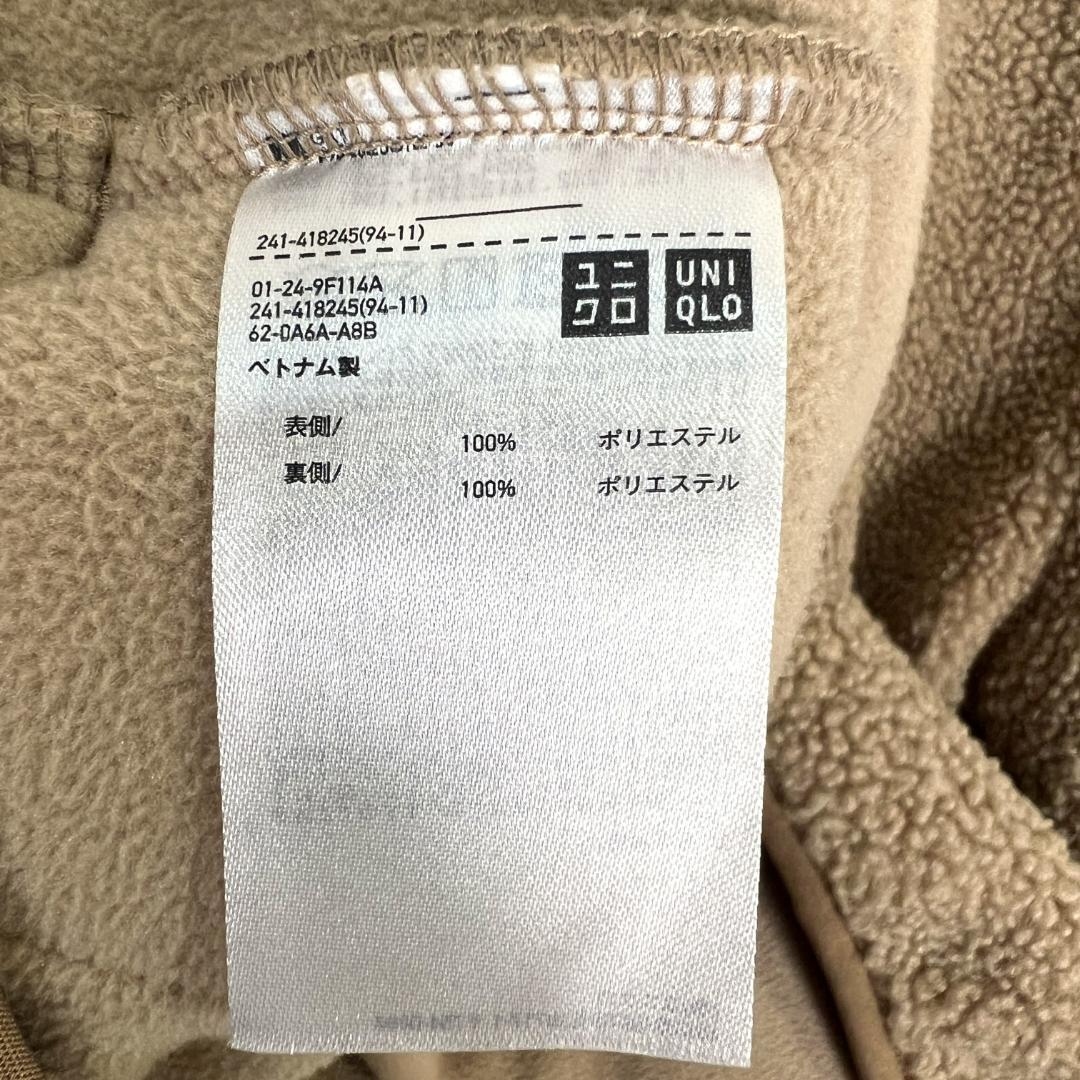 241-418245(94-11)
01-24-9F114A
241-418245(94-11)
62-0A6A-A8B
ユニ
クロ
UNI
QLO
ベトナム製
表側/ 100% ポリエステル
裏側/ 100% ポリエステル